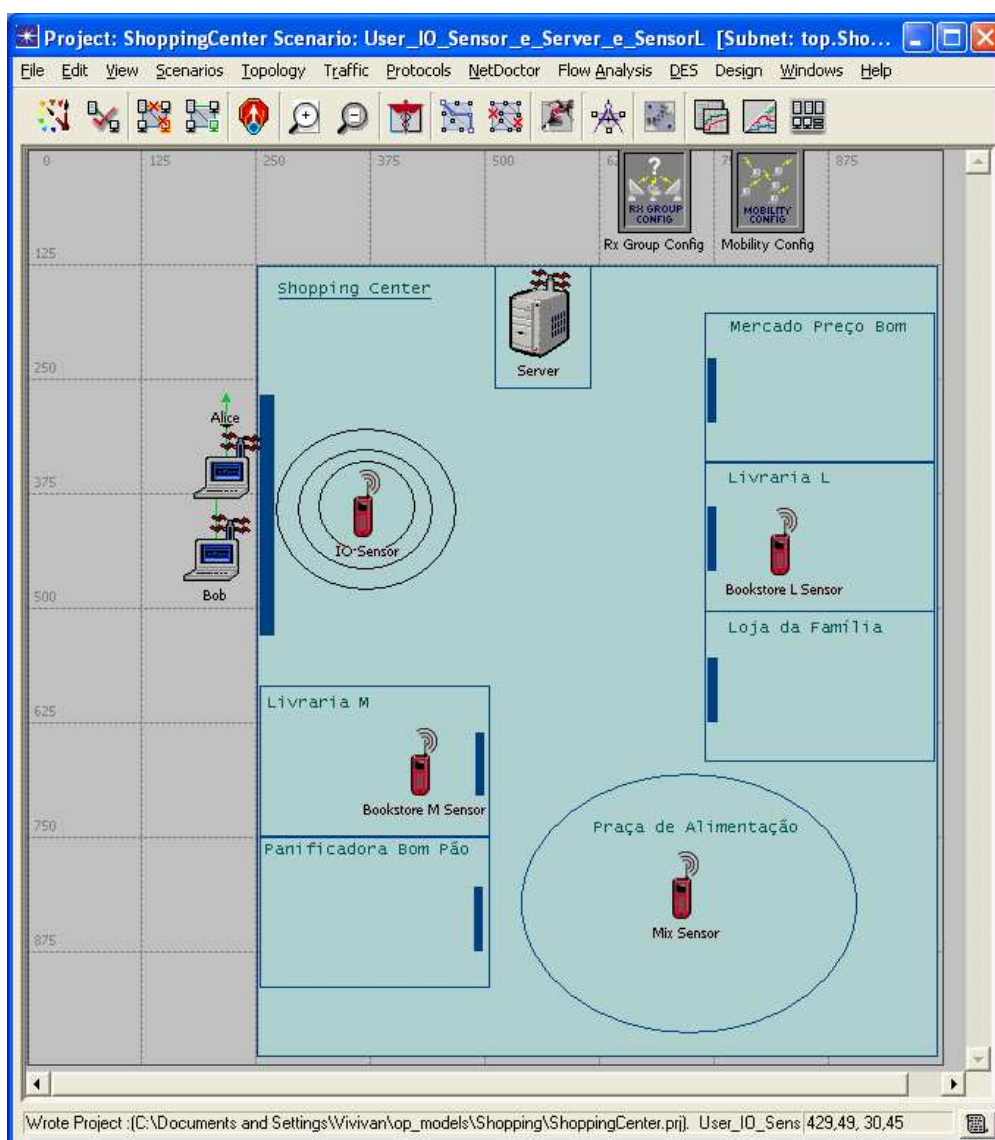 Project: ShoppingCenter Scenario: User_IO_Sensor_e_Server_e_SensorL [Subnet: top.Sho...
File Edit View Scenarios Topology Traffic Protocols NetDoctor Flow Analysis DES Design Windows Help
0 125 250 375 500 875
?
RX GROUP CONFIG
MOBILITY CONFIG
Rx Group Config Mobility Config
125
Shopping Center
Mercado Preço Bom
250
Server
Alice
375
Livraria L
IO-Sensor
Bob
Bookstore L Sensor
500
Loja da Família
625
Livraria M
Bookstore M Sensor
750
Praça de Alimentação
Panificadora Bom Pão
Mix Sensor
875
Wrote Project :(C:\Documents and Settings\Vivivan\op_models\Shopping\ShoppingCenter.prj). User_IO_Sens 429,49, 30,45